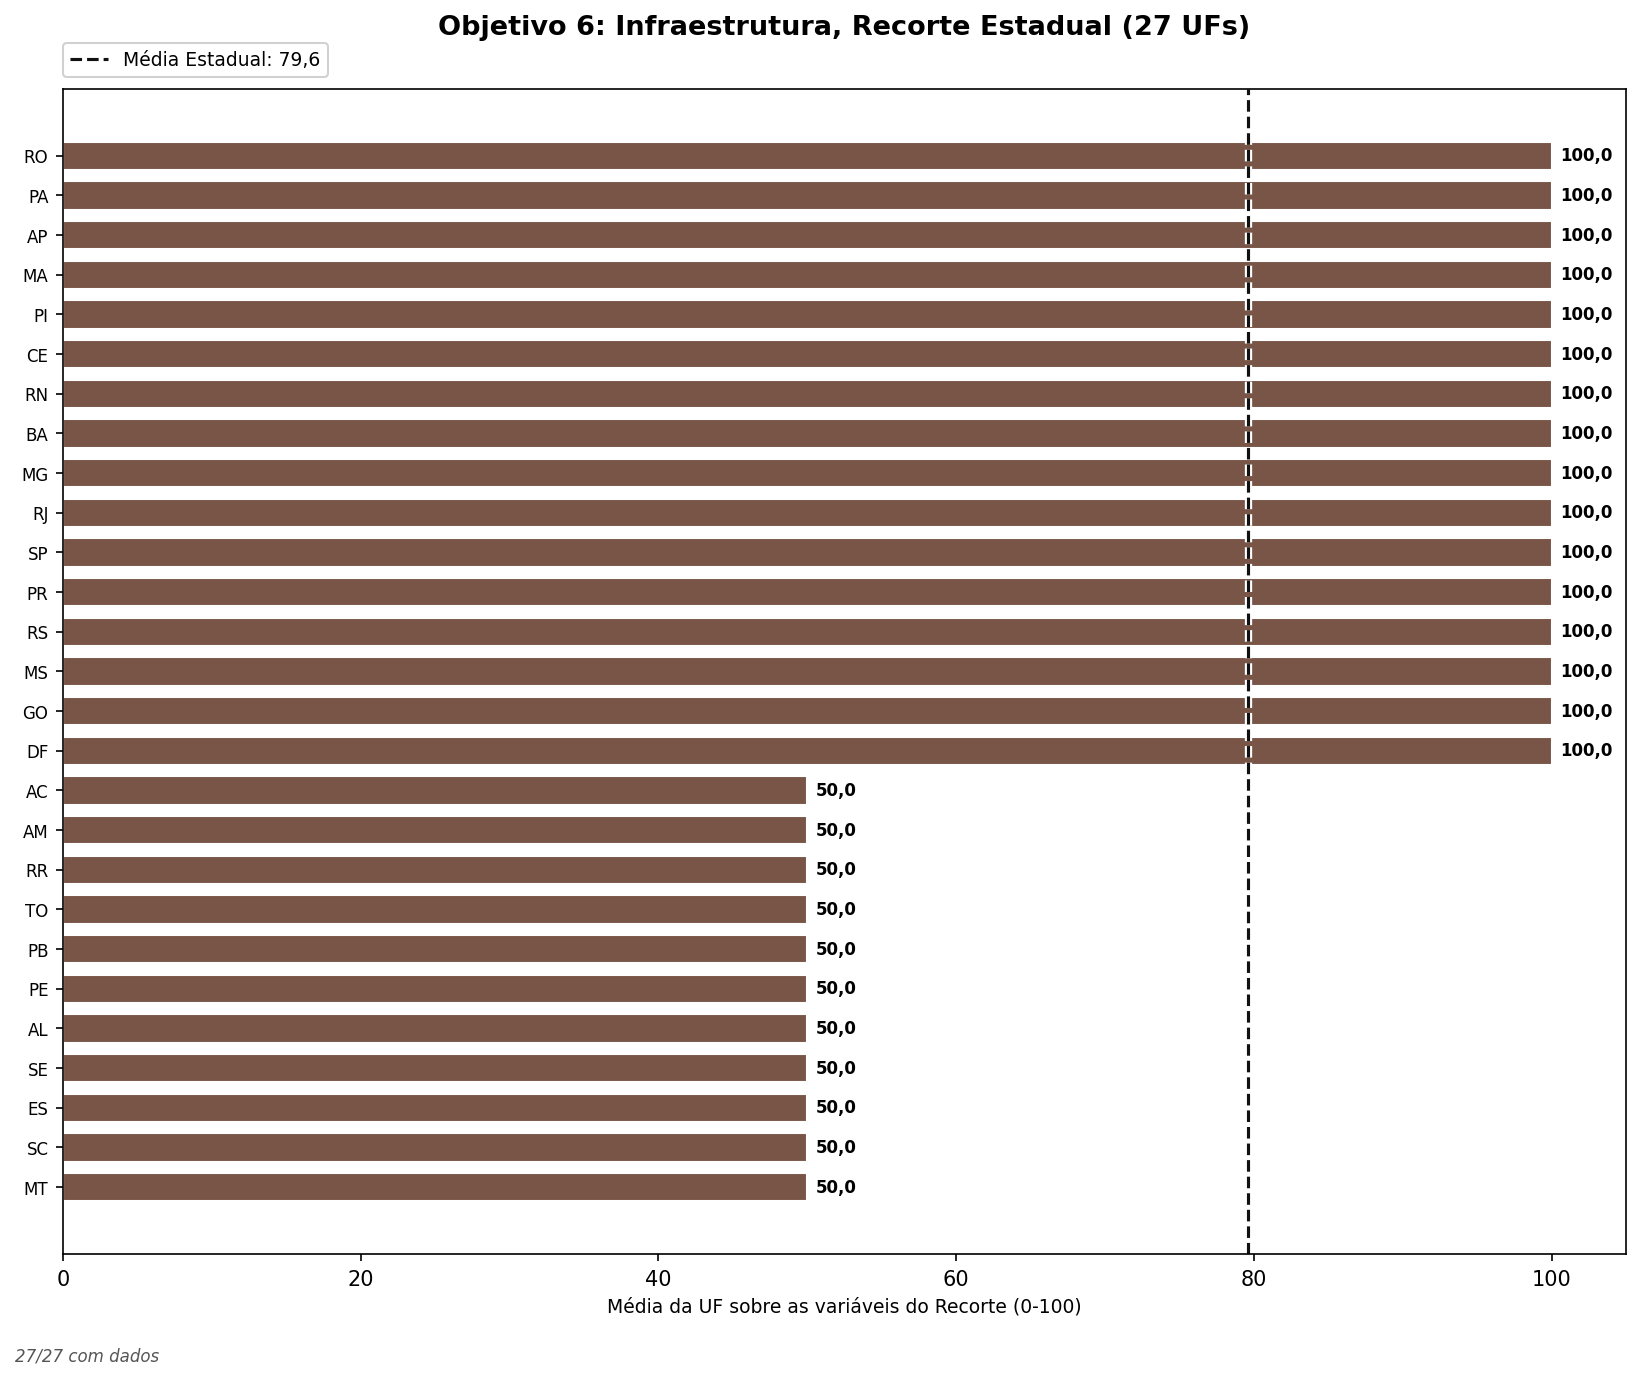 Objetivo 6: Infraestrutura, Recorte Estadual (27 UFs)
Média Estadual: 79,6
RO 100,0
PA 100,0
AP 100,0
MA 100,0
PI 100,0
CE 100,0
RN 100,0
BA 100,0
MG 100,0
RJ 100,0
SP 100,0
PR 100,0
RS 100,0
MS 100,0
GO 100,0
DF 100,0
AC 50,0
AM 50,0
RR 50,0
TO 50,0
PB 50,0
PE 50,0
AL 50,0
SE 50,0
ES 50,0
SC 50,0
MT 50,0
0 20 40 60 80 100
Média da UF sobre as variáveis do Recorte (0-100)
27/27 com dados